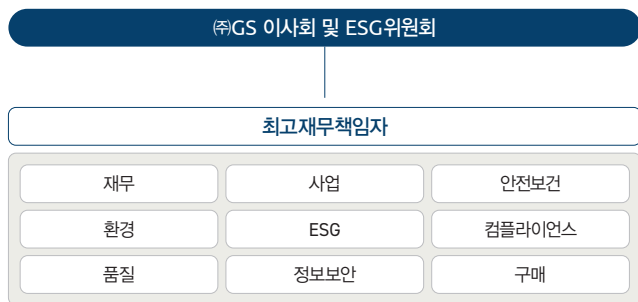 ㈜GS 이사회 및 ESG위원회
최고재무책임자
재무 사업 안전보건
환경 ESG 컴플라이언스
품질 정보보안 구매